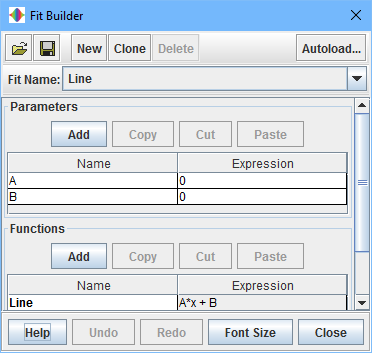 Fit Builder
New Clone Delete Autoload...
Fit Name: Line
Parameters
Add Copy Cut Paste
Name Expression
A 0
B 0
Functions
Add Copy Cut Paste
Name Expression
Line A*x + B
Help Undo Redo Font Size Close